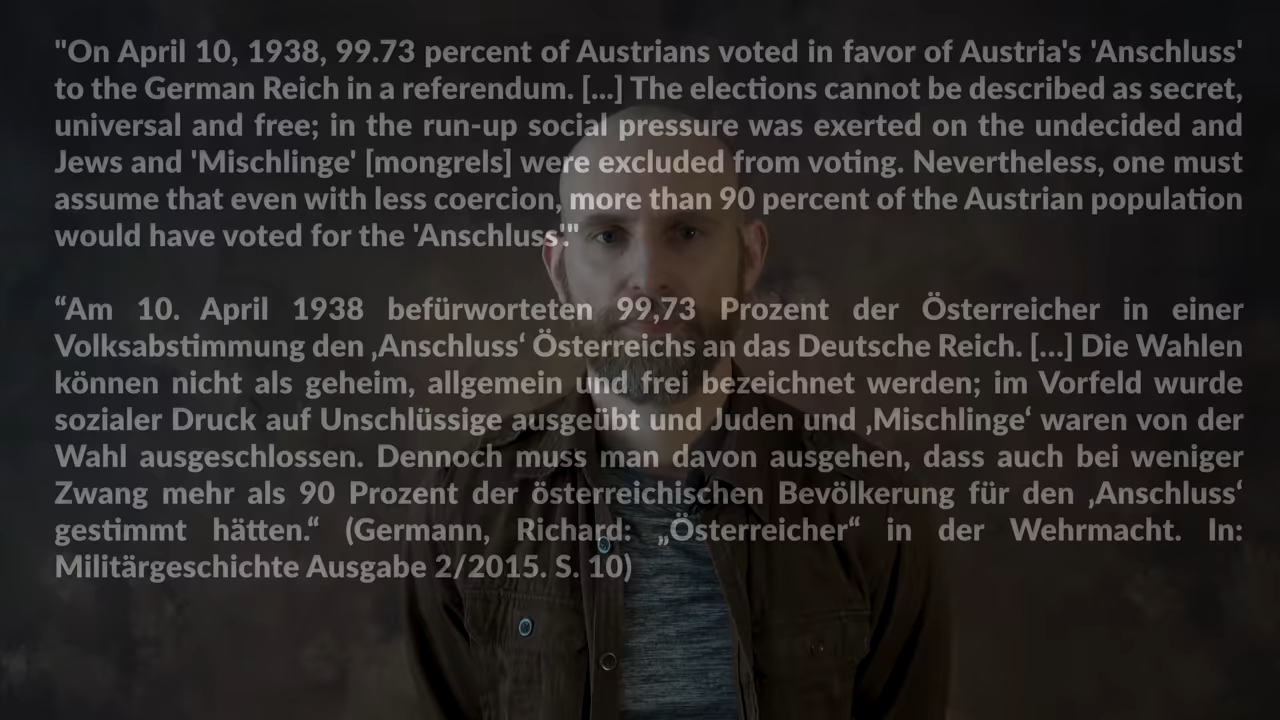 "On April 10, 1938, 99.73 percent of Austrians voted in favor of Austria's 'Anschluss'
to the German Reich in a referendum. [...] The elections cannot be described as secret,
universal and free; in the run-up social pressure was exerted on the undecided and
Jews and 'Mischlinge' [mongrels] were excluded from voting. Nevertheless, one must
assume that even with less coercion, more than 90 percent of the Austrian population
would have voted for the 'Anschluss'."
“Am 10. April 1938 befürworteten 99,73 Prozent der Österreicher in einer
Volksabstimmung den ‚Anschluss‘ Österreichs an das Deutsche Reich. [...] Die Wahlen
können nicht als geheim, allgemein und frei bezeichnet werden; im Vorfeld wurde
sozialer Druck auf Unschlüssige ausgeübt und Juden und ‚Mischlinge‘ waren von der
Wahl ausgeschlossen. Dennoch muss man davon ausgehen, dass auch bei weniger
Zwang mehr als 90 Prozent der österreichischen Bevölkerung für den ‚Anschluss‘
gestimmt hätten.“ (Germann, Richard: „Österreicher“ in der Wehrmacht. In:
Militärgeschichte Ausgabe 2/2015. S. 10)